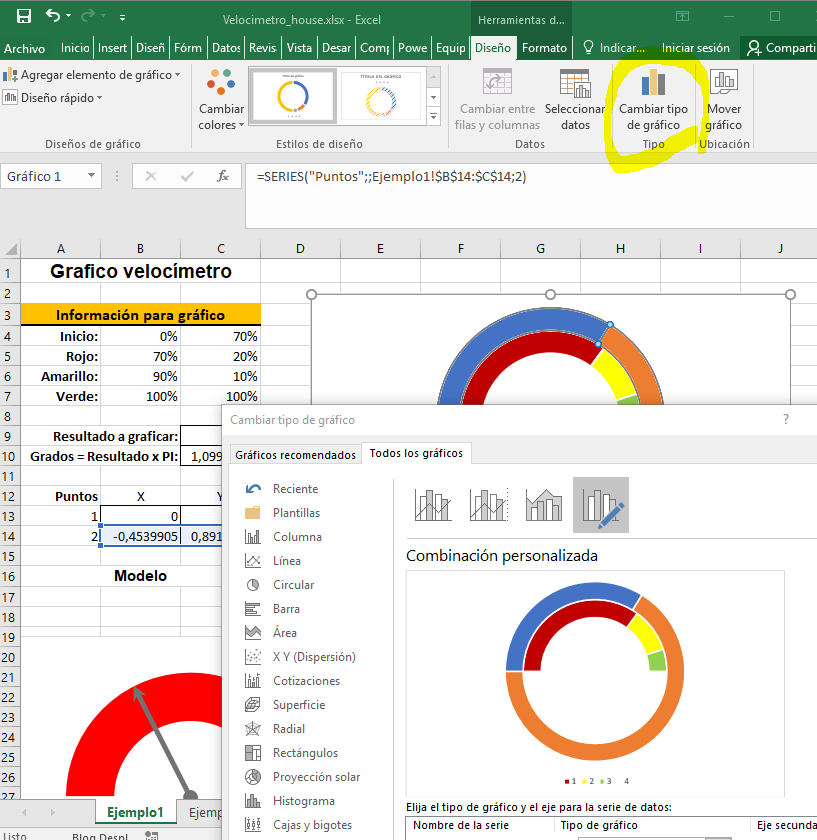 Velocimetro_house.xlsx - Excel
Herramientas d...
Archivo Inicio Insert Diseñ Fórm Datos Revis Vista Desar Comp Powe Equip Diseño Formato Indicar... Iniciar sesión Comparti
Agregar elemento de gráfico
Diseño rápido
Diseños de gráfico
Cambiar
colores
Estilos de diseño
Cambiar entre
filas y columnas
Seleccionar
datos
Datos
Cambiar tipo
de gráfico
Tipo
Mover
gráfico
Ubicación
Gráfico 1
fx
=SERIES("Puntos";;Ejemplo1!$B$14:$C$14;2)
A B C D E F G H I J
1 Grafico velocímetro
2
3 Información para gráfico
4 Inicio: 0% 70%
5 Rojo: 70% 20%
6 Amarillo: 90% 10%
7 Verde: 100% 100%
8
9 Resultado a graficar:
10 Grados = Resultado x PI: 1,099
11
12 Puntos X Y
13 1 0
14 2 -0,4539905 0,891
15
16 Modelo
17
18
19
20
21
22
23
24
25
26
27
Cambiar tipo de gráfico
?
Gráficos recomendados
Todos los gráficos
Reciente
Plantillas
Columna
Línea
Circular
Barra
Área
X Y (Dispersión)
Cotizaciones
Superficie
Radial
Rectángulos
Proyección solar
Histograma
Cajas y bigotes
Combinación personalizada
1 2 3 4
Elija el tipo de gráfico y el eje para la serie de datos:
Nombre de la serie Tipo de gráfico Eje secunda
Ejemplo1 Ejemp
Listo Bloq Despl